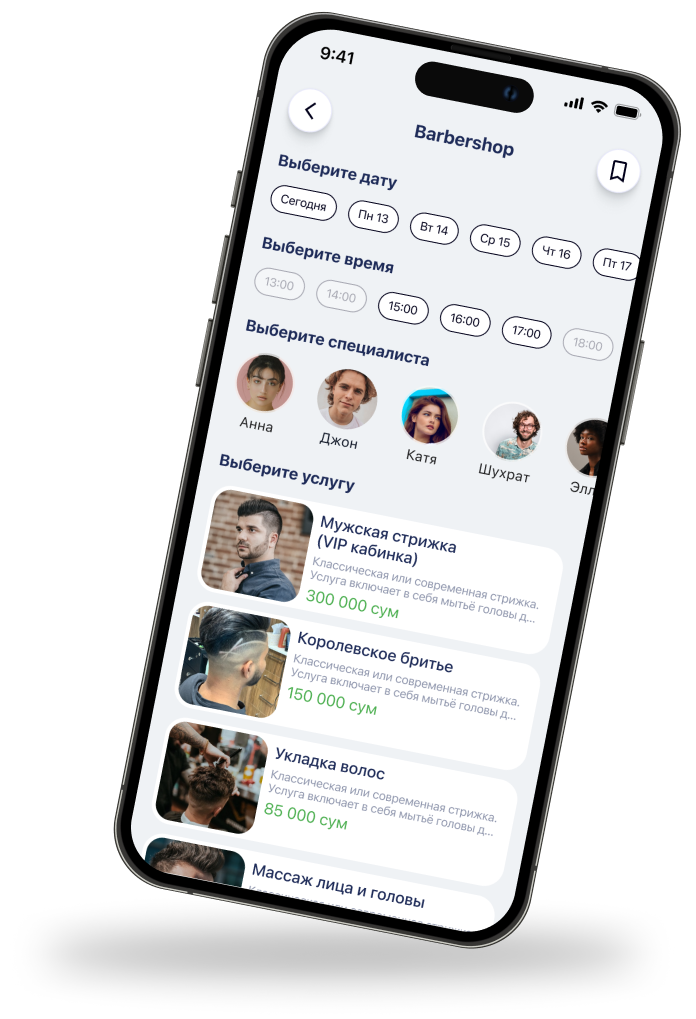 9:41
Barbershop
Выберите дату
Сегодня Пн 13 Вт 14 Ср 15 Чт 16 Пт 17
Выберите время
13:00 14:00 15:00 16:00 17:00 18:00
Выберите специалиста
Анна Джон Катя Шухрат Элл
Выберите услугу
Мужская стрижка
(VIP кабинка)
Классическая или современная стрижка.
Услуга включает в себя мытьё головы д...
300 000 сум
Королевское бритье
Классическая или современная стрижка.
Услуга включает в себя мытьё головы д...
150 000 сум
Укладка волос
Классическая или современная стрижка.
Услуга включает в себя мытьё головы д...
85 000 сум
Массаж лица и головы